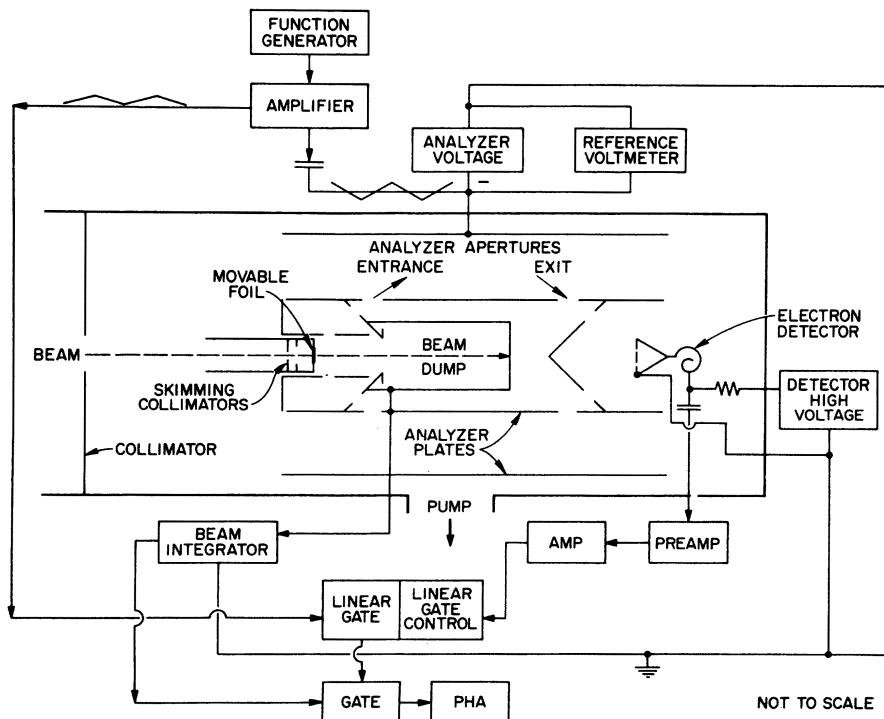 FUNCTION
GENERATOR
AMPLIFIER
ANALYZER
VOLTAGE
REFERENCE
VOLTMETER
–
ANALYZER APERTURES
ENTRANCE
EXIT
MOVABLE
FOIL
ELECTRON
DETECTOR
BEAM
BEAM
DUMP
SKIMMING
COLLIMATORS
DETECTOR
HIGH
VOLTAGE
COLLIMATOR
ANALYZER
PLATES
PUMP
BEAM
INTEGRATOR
AMP
PREAMP
LINEAR
GATE
LINEAR
GATE
CONTROL
GATE
PHA
NOT TO SCALE